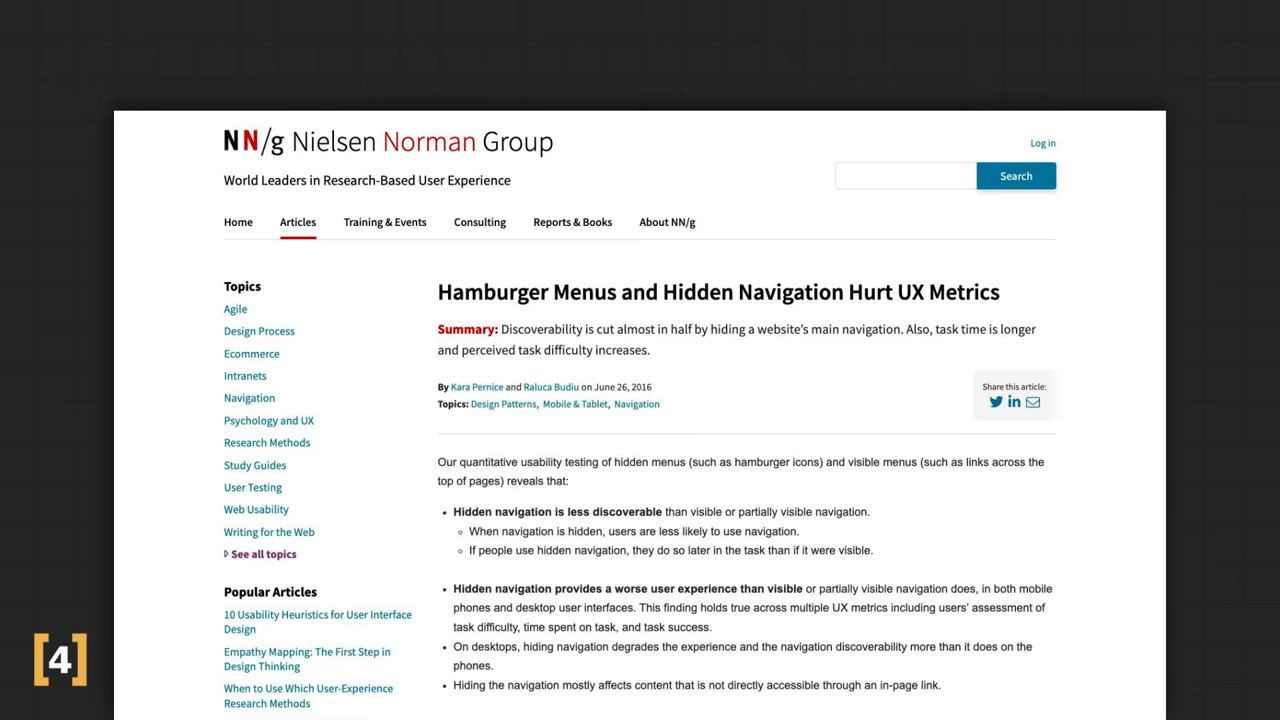 NN/g Nielsen Norman Group
Log in
World Leaders in Research-Based User Experience
Search
Home
Articles
Training & Events
Consulting
Reports & Books
About NN/g
Topics
Agile
Design Process
Ecommerce
Intranets
Navigation
Psychology and UX
Research Methods
Study Guides
User Testing
Web Usability
Writing for the Web
See all topics
Popular Articles
10 Usability Heuristics for User Interface
Design
Empathy Mapping: The First Step in
Design Thinking
When to Use Which User-Experience
Research Methods
Hamburger Menus and Hidden Navigation Hurt UX Metrics
Summary: Discoverability is cut almost in half by hiding a website's main navigation. Also, task time is longer
and perceived task difficulty increases.
By Kara Pernice and Raluca Budiu on June 26, 2016
Topics: Design Patterns, Mobile & Tablet, Navigation
Share this article:
Our quantitative usability testing of hidden menus (such as hamburger icons) and visible menus (such as links across the
top of pages) reveals that:
• Hidden navigation is less discoverable than visible or partially visible navigation.
◦ When navigation is hidden, users are less likely to use navigation.
◦ If people use hidden navigation, they do so later in the task than if it were visible.
• Hidden navigation provides a worse user experience than visible or partially visible navigation does, in both mobile
phones and desktop user interfaces. This finding holds true across multiple UX metrics including users' assessment of
task difficulty, time spent on task, and task success.
• On desktops, hiding navigation degrades the experience and the navigation discoverability more than it does on the
phones.
• Hiding the navigation mostly affects content that is not directly accessible through an in-page link.
[4]